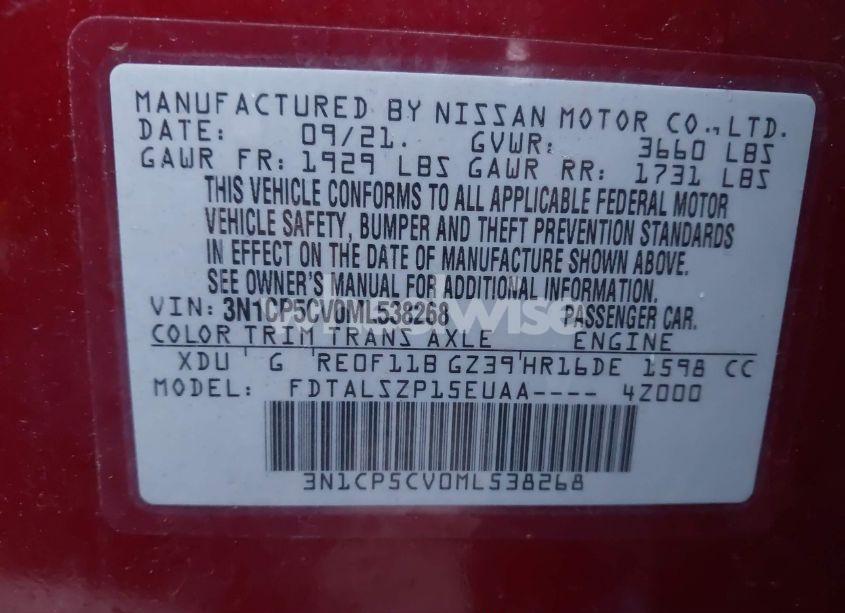 MANUFACTURED BY NISSAN MOTOR CO., LTD.
DATE: 09/21. GVWR: 3660 LBS
GAWR FR: 1929 LBS GAWR RR: 1731 LBS
THIS VEHICLE CONFORMS TO ALL APPLICABLE FEDERAL MOTOR
VEHICLE SAFETY, BUMPER AND THEFT PREVENTION STANDARDS
IN EFFECT ON THE DATE OF MANUFACTURE SHOWN ABOVE.
SEE OWNER'S MANUAL FOR ADDITIONAL INFORMATION.
VIN: 3N1CP5CV0ML538268 PASSENGER CAR.
COLOR TRIM TRANS AXLE ENGINE
XDU G RE0F11B GZ39 HR16DE 1598 CC
MODEL: FDTALSZP15EUAA---- 4Z000
3N1CP5CV0ML538268